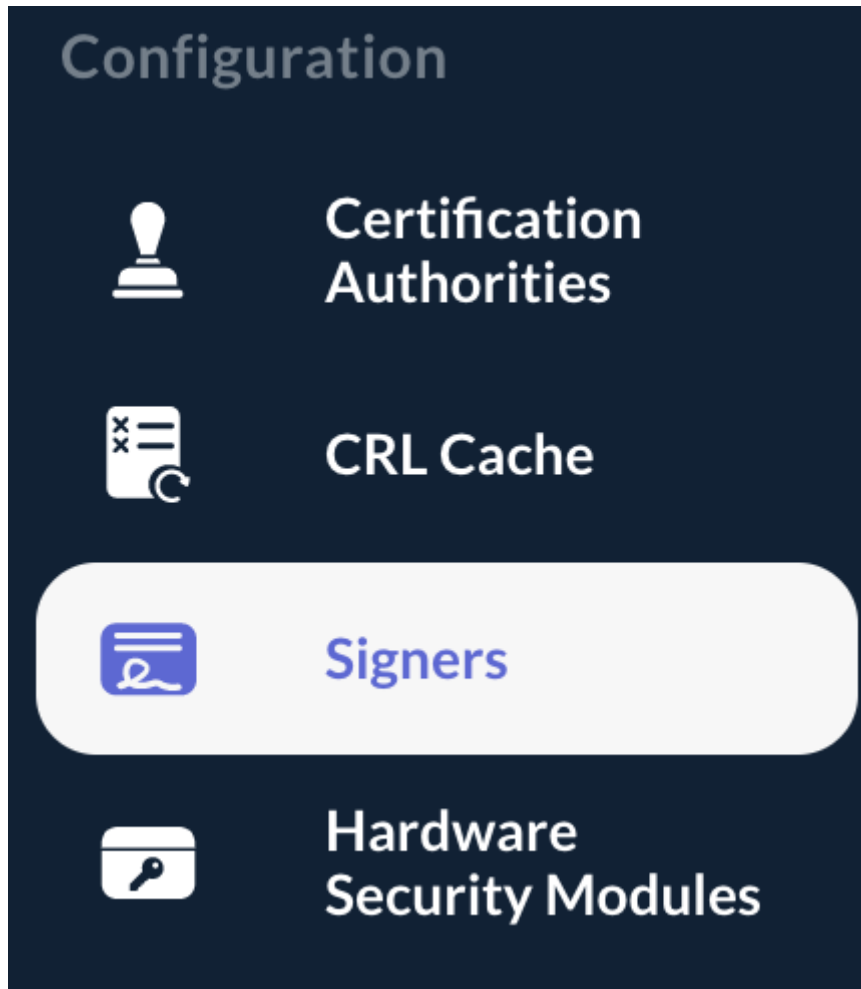 Configuration
Certification
Authorities
CRL Cache
Signers
Hardware
Security Modules